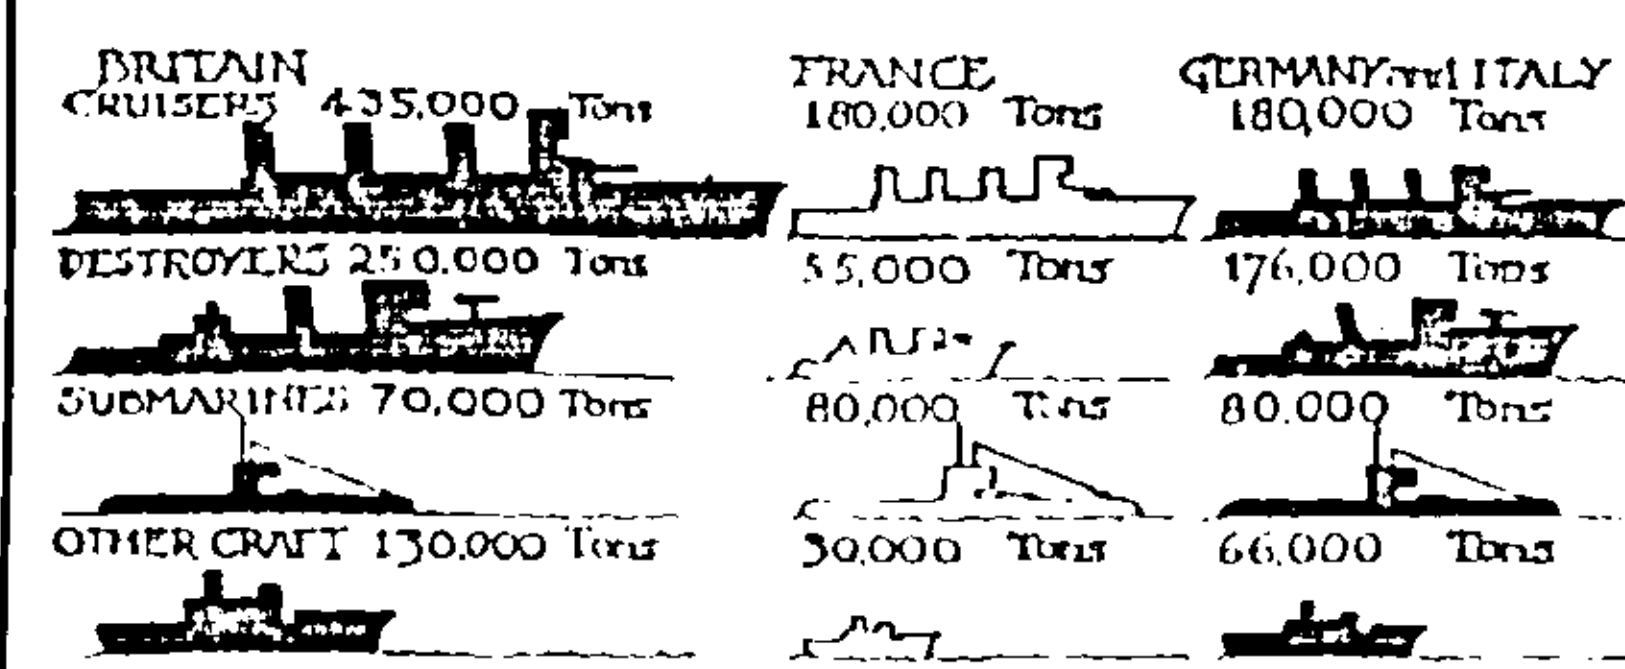 BRITAIN FRANCE GERMANY and ITALY
CRUISERS 435,000 Tons 180,000 Tons 180,000 Tons
DESTROYERS 250,000 Tons 55,000 Tons 176,000 Tons
SUBMARINES 70,000 Tons 80,000 Tons 80,000 Tons
OTHER CRAFT 130,000 Tons 30,000 Tons 66,000 Tons